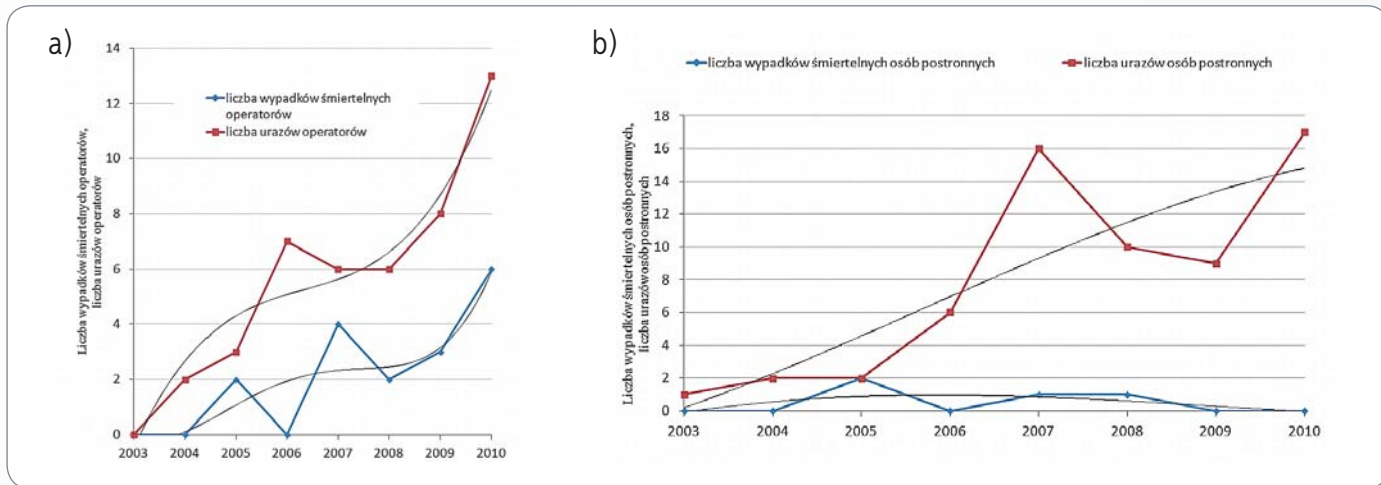 a)
14
12
10
8
6
4
2
0
Liczba wypadków śmiertelnych operatorów,
liczba urazów operatorów
liczba wypadków śmiertelnych
operatorów
liczba urazów operatorów
2003 2004 2005 2006 2007 2008 2009 2010
b)
liczba wypadków śmiertelnych osób postronnych
liczba urazów osób postronnych
18
16
14
12
10
8
6
4
2
0
Liczba wypadków śmiertelnych osób postronnych,
liczba urazów osób postronnych
2003 2004 2005 2006 2007 2008 2009 2010